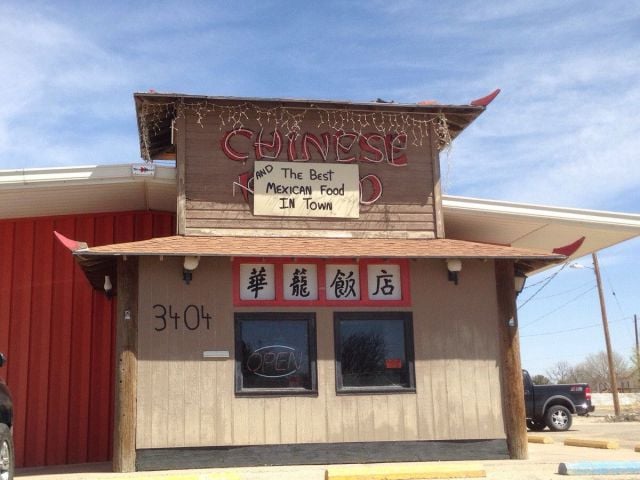 CHINESE
AND The Best
Mexican Food
In Town
華龍飯店
3404
OPEN